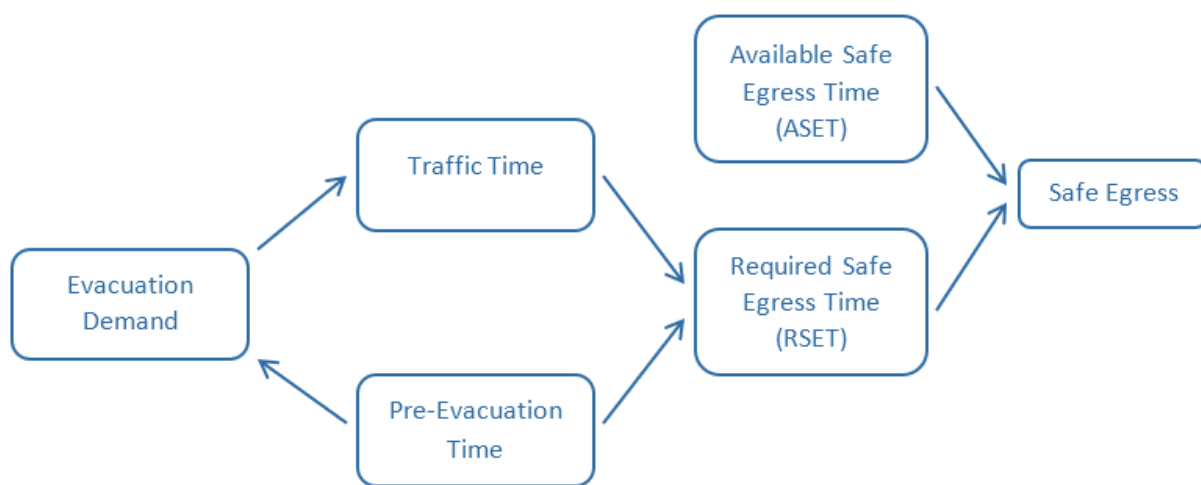 Available Safe
Egress Time
(ASET)
Traffic Time
Safe Egress
Evacuation
Demand
Required Safe
Egress Time
(RSET)
Pre-Evacuation
Time